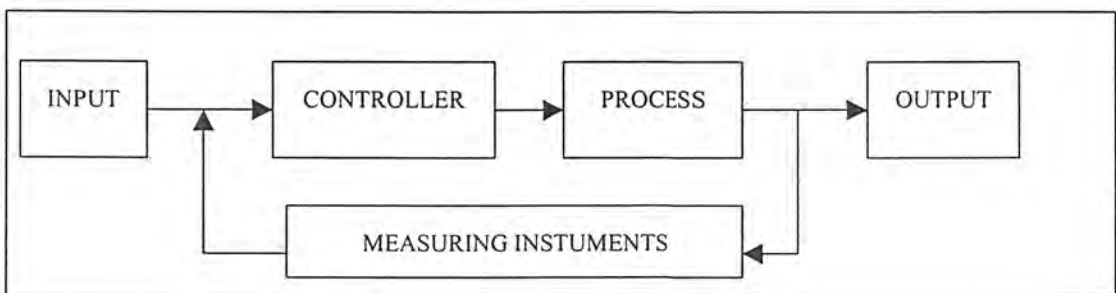 INPUT
CONTROLLER
PROCESS
OUTPUT
MEASURING INSTUMENTS